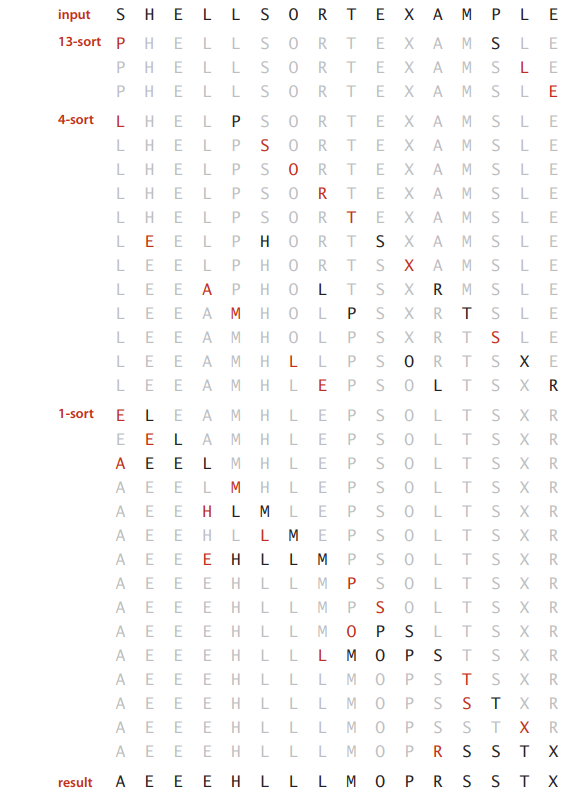 input S H E L L S O R T E X A M P L E
13-sort P H E L L S O R T E X A M S L E
P H E L L S O R T E X A M S L E
P H E L L S O R T E X A M S L E
4-sort L H E L P S O R T E X A M S L E
L H E L P S O R T E X A M S L E
L H E L P S O R T E X A M S L E
L H E L P S O R T E X A M S L E
L H E L P S O R T E X A M S L E
L E E L P H O R T S X A M S L E
L E E L P H O R T S X A M S L E
L E E A P H O L T S X R M S L E
L E E A M H O L P S X R T S L E
L E E A M H O L P S X R T S L E
L E E A M H L L P S O R T S X E
L E E A M H L E P S O L T S X R
1-sort E L E A M H L E P S O L T S X R
E E L A M H L E P S O L T S X R
A E E L M H L E P S O L T S X R
A E E L M H L E P S O L T S X R
A E E H L M L E P S O L T S X R
A E E H L L M E P S O L T S X R
A E E E H L L M P S O L T S X R
A E E E H L L M P S O L T S X R
A E E E H L L M P S O L T S X R
A E E E H L L M O P S L T S X R
A E E E H L L L M O P S T S X R
A E E E H L L L M O P S T S X R
A E E E H L L L M O P S S T X R
A E E E H L L L M O P S S T X R
A E E E H L L L M O P R S S T X
result A E E E H L L L M O P R S S T X